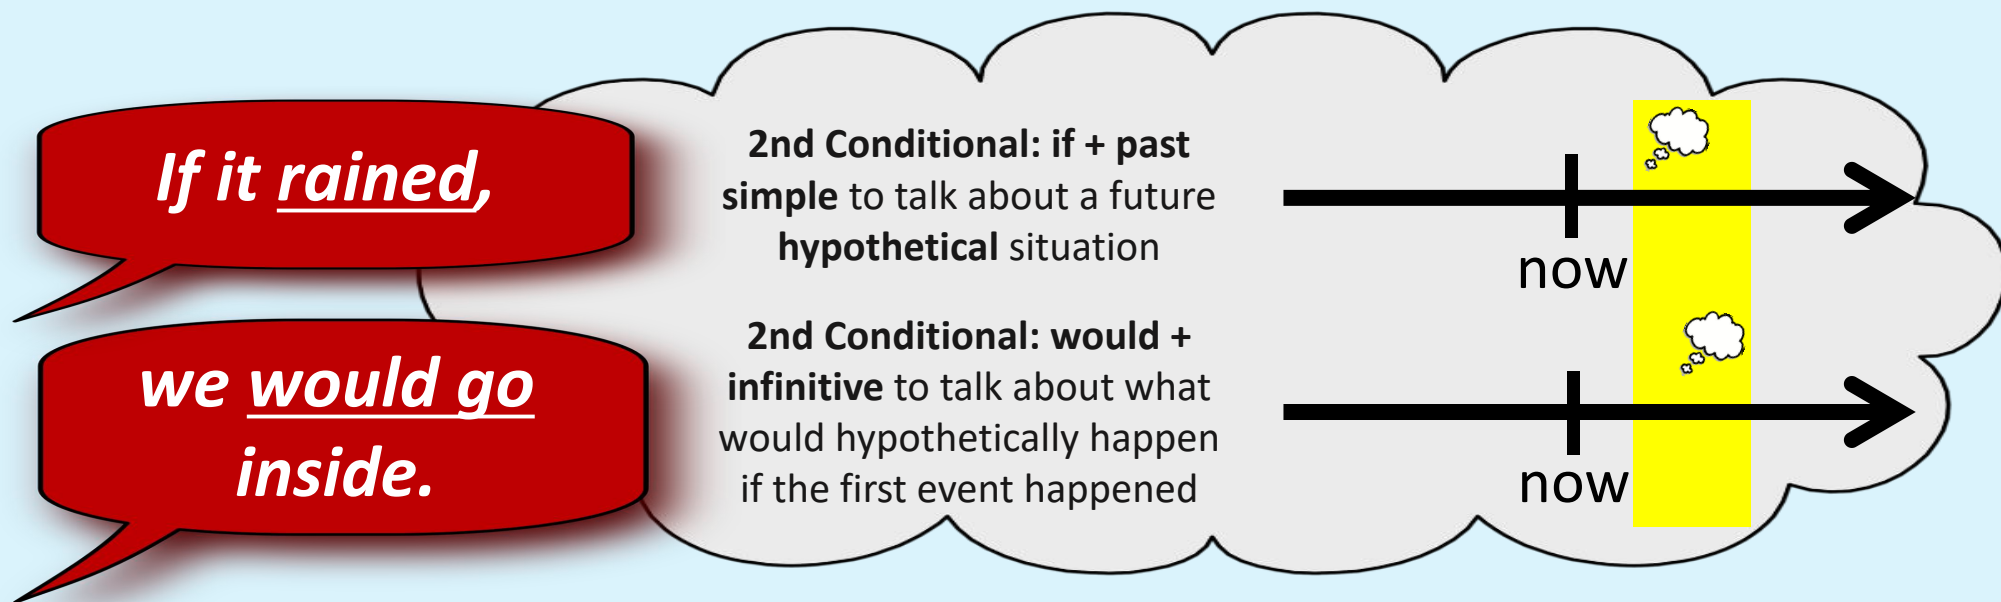 If it rained,
2nd Conditional: if + past
simple to talk about a future
hypothetical situation
now
we would go
inside.
2nd Conditional: would +
infinitive to talk about what
would hypothetically happen
if the first event happened
now